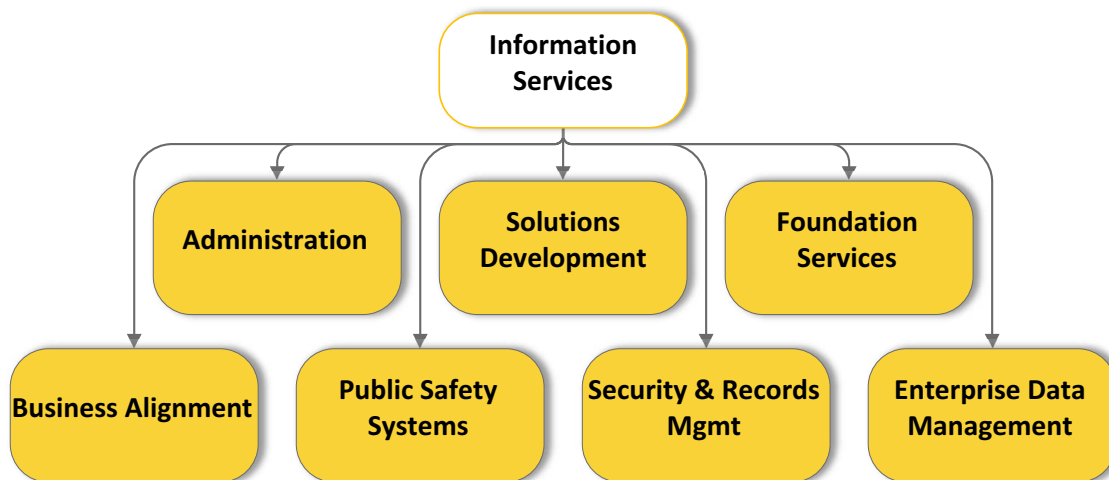 Information
Services
Administration
Solutions
Development
Foundation
Services
Business Alignment
Public Safety
Systems
Security & Records
Mgmt
Enterprise Data
Management